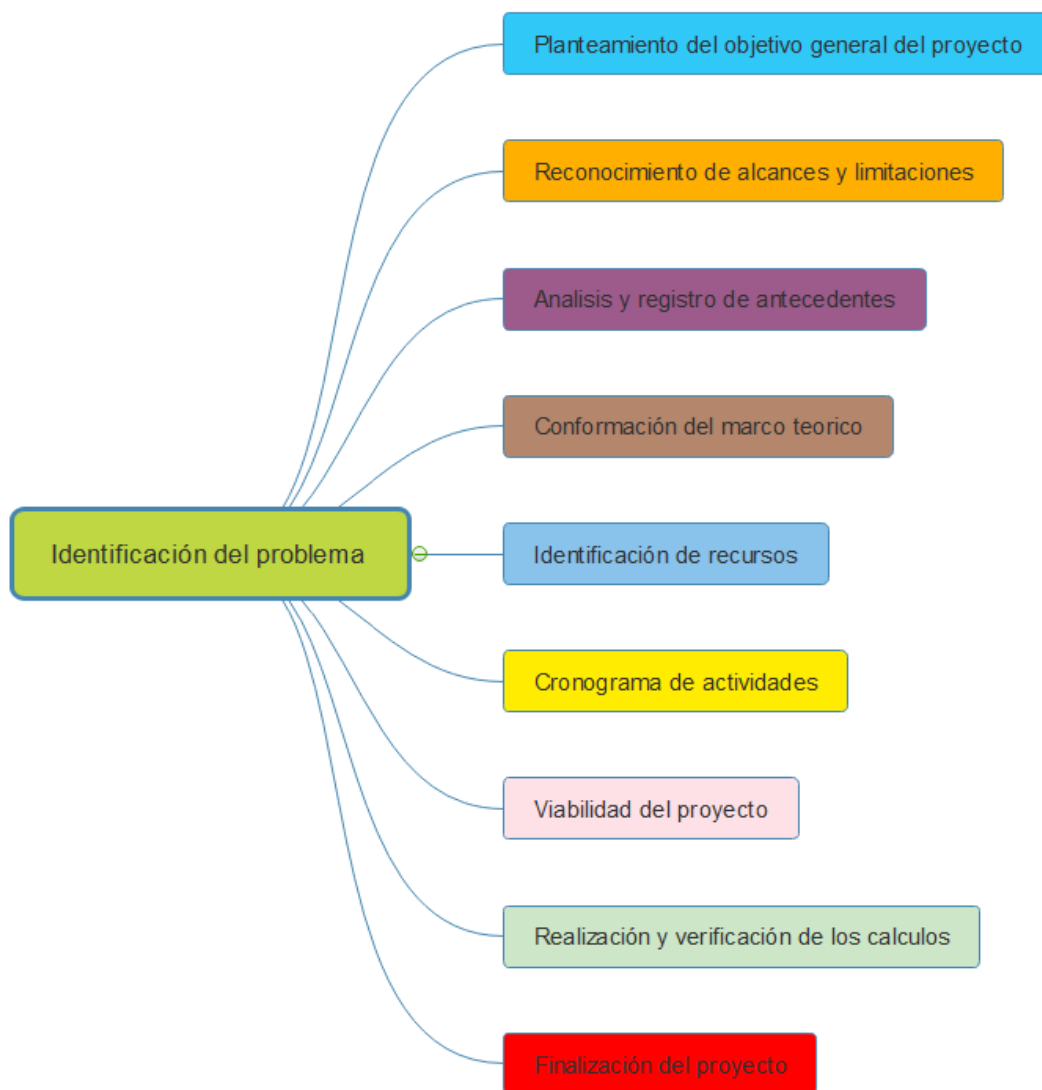 Planteamiento del objetivo general del proyecto
Reconocimiento de alcances y limitaciones
Analisis y registro de antecedentes
Conformación del marco teorico
Identificación del problema
Identificación de recursos
Cronograma de actividades
Viabilidad del proyecto
Realización y verificación de los calculos
Finalización del proyecto